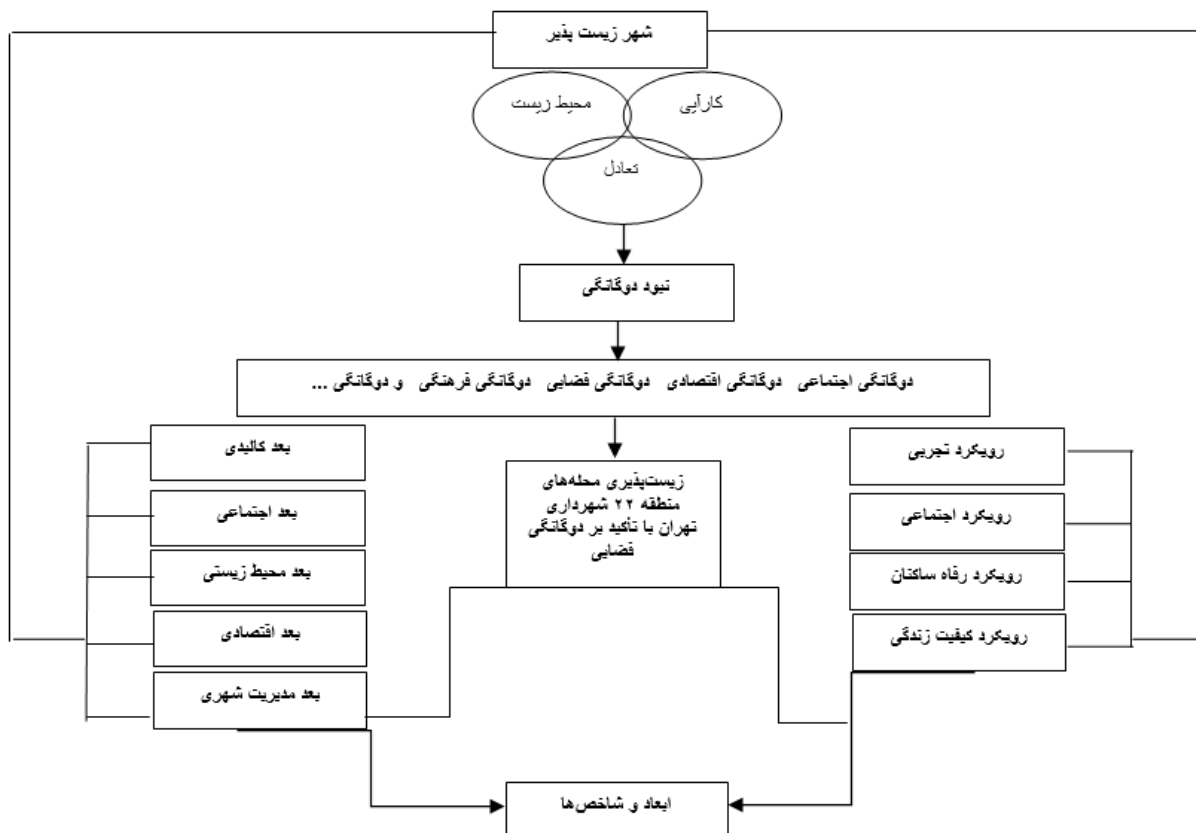 شهر زیست پذیر
کارآیی
محیط زیست
تعادل
نبود دوگانگی
دوگانگی اجتماعی دوگانگی اقتصادی دوگانگی فضایی دوگانگی فرهنگی و دوگانگی ...
رویکرد تجربی
رویکرد اجتماعی
رویکرد رفاه ساکنان
رویکرد کیفیت زندگی
زیست‌پذیری محله‌های
منطقه ۲۲ شهرداری
تهران با تأکید بر دوگانگی
فضایی
بعد کالبدی
بعد اجتماعی
بعد محیط زیستی
بعد اقتصادی
بعد مدیریت شهری
ابعاد و شاخص‌ها